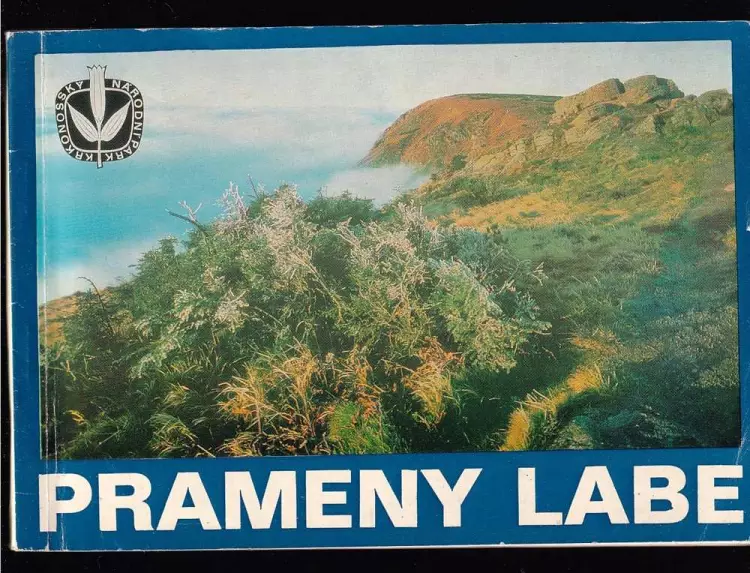 KRKONOŠSKÝ NÁRODNÍ PARK
PRAMENY LABE